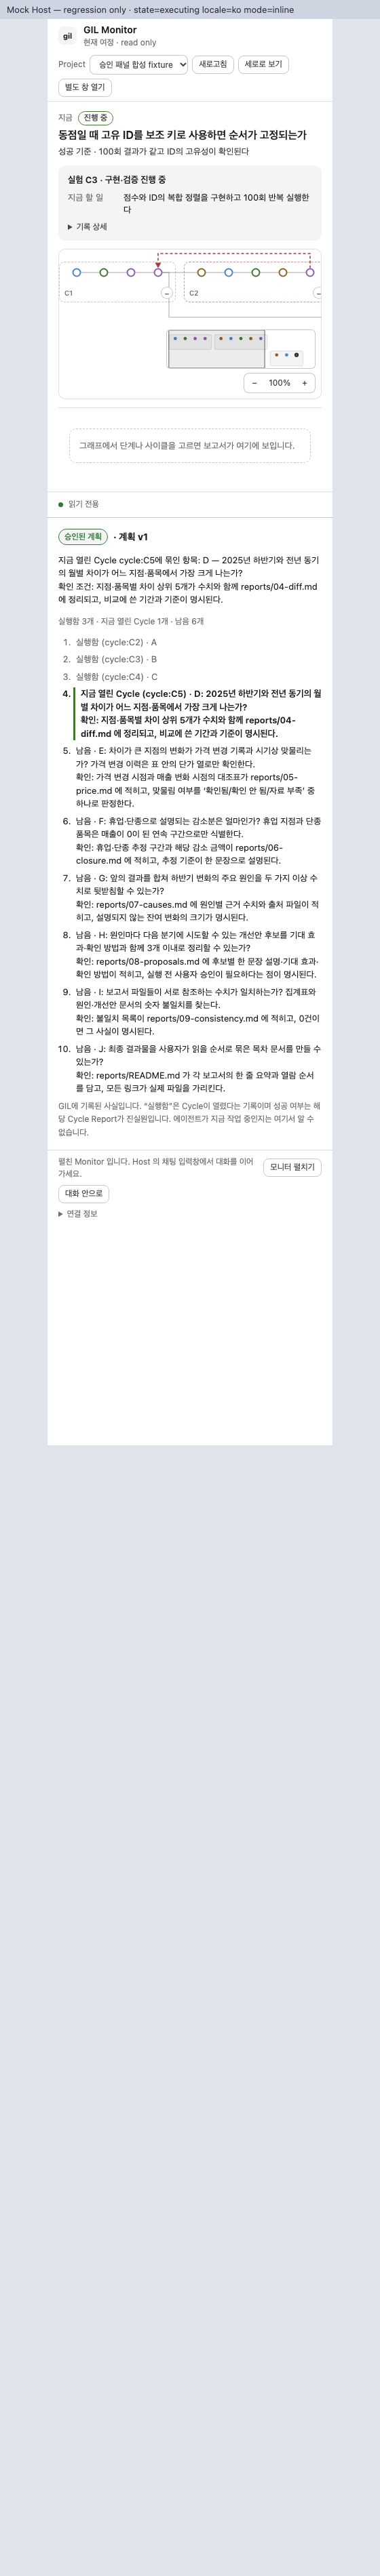 Mock Host — regression only · state=executing locale=ko mode=inline
gil
GIL Monitor
현재 여정 · read only
Project
승인 패널 합성 fixture
새로고침
세로로 보기
별도 창 열기
지금
진행 중
동점일 때 고유 ID를 보조 키로 사용하면 순서가 고정되는가
성공 기준 · 100회 결과가 같고 ID의 고유성이 확인된다
실험 C3 · 구현·검증 진행 중
지금 할 일
점수와 ID의 복합 정렬을 구현하고 100회 반복 실행한
다
▶ 기록 상세
C1
−
C2
−
− 100% +
그래프에서 단계나 사이클을 고르면 보고서가 여기에 보입니다.
읽기 전용
승인된 계획
· 계획 v1
지금 열린 Cycle cycle:C5에 묶인 항목: D — 2025년 하반기와 전년 동기
의 월별 차이가 어느 지점·품목에서 가장 크게 나는가?
확인 조건: 지점·품목별 차이 상위 5개가 수치와 함께 reports/04-diff.md
에 정리되고, 비교에 쓴 기간과 기준이 명시된다.
실행함 3개 · 지금 열린 Cycle 1개 · 남음 6개
1. 실행함 (cycle:C2) · A
2. 실행함 (cycle:C3) · B
3. 실행함 (cycle:C4) · C
4. 지금 열린 Cycle (cycle:C5) · D: 2025년 하반기와 전년 동기의 월
별 차이가 어느 지점·품목에서 가장 크게 나는가?
확인: 지점·품목별 차이 상위 5개가 수치와 함께 reports/04-
diff.md 에 정리되고, 비교에 쓴 기간과 기준이 명시된다.
5. 남음 · E: 차이가 큰 지점의 변화가 가격 변경 기록과 시기상 맞물리는
가? 가격 변경 이력은 표 안의 단가 열로만 확인한다.
확인: 가격 변경 시점과 매출 변화 시점의 대조표가 reports/05-
price.md 에 적히고, 맞물림 여부를 ‘확인됨/확인 안 됨/자료 부족’ 중
하나로 판정한다.
6. 남음 · F: 휴업·단종으로 설명되는 감소분은 얼마인가? 휴업 지점과 단종
품목은 매출이 0이 된 연속 구간으로만 식별한다.
확인: 휴업·단종 추정 구간과 해당 감소 금액이 reports/06-
closure.md 에 적히고, 추정 기준이 한 문장으로 설명된다.
7. 남음 · G: 앞의 결과를 합쳐 하반기 변화의 주요 원인을 두 가지 이상 수
치로 뒷받침할 수 있는가?
확인: reports/07-causes.md 에 원인별 근거 수치와 출처 파일이 적
히고, 설명되지 않는 잔여 변화의 크기가 명시된다.
8. 남음 · H: 원인마다 다음 분기에 시도할 수 있는 개선안 후보를 기대 효
과·확인 방법과 함께 3개 이내로 정리할 수 있는가?
확인: reports/08-proposals.md 에 후보별 한 문장 설명·기대 효과·
확인 방법이 적히고, 실행 전 사용자 승인이 필요하다는 점이 명시된다.
9. 남음 · I: 보고서 파일들이 서로 참조하는 수치가 일치하는가? 집계표와
원인·개선안 문서의 숫자 불일치를 찾는다.
확인: 불일치 목록이 reports/09-consistency.md 에 적히고, 0건이
면 그 사실이 명시된다.
10. 남음 · J: 최종 결과물을 사용자가 읽을 순서로 묶은 목차 문서를 만들 수
있는가?
확인: reports/README.md 가 각 보고서의 한 줄 요약과 열람 순서
를 담고, 모든 링크가 실제 파일을 가리킨다.
GIL에 기록된 사실입니다. “실행함”은 Cycle이 열렸다는 기록이며 성공 여부는 해
당 Cycle Report가 진실원입니다. 에이전트가 지금 작업 중인지는 여기서 알 수
없습니다.
펼친 Monitor 입니다. Host 의 채팅 입력창에서 대화를 이어
가세요.
모니터 펼치기
대화 안으로
▶ 연결 정보